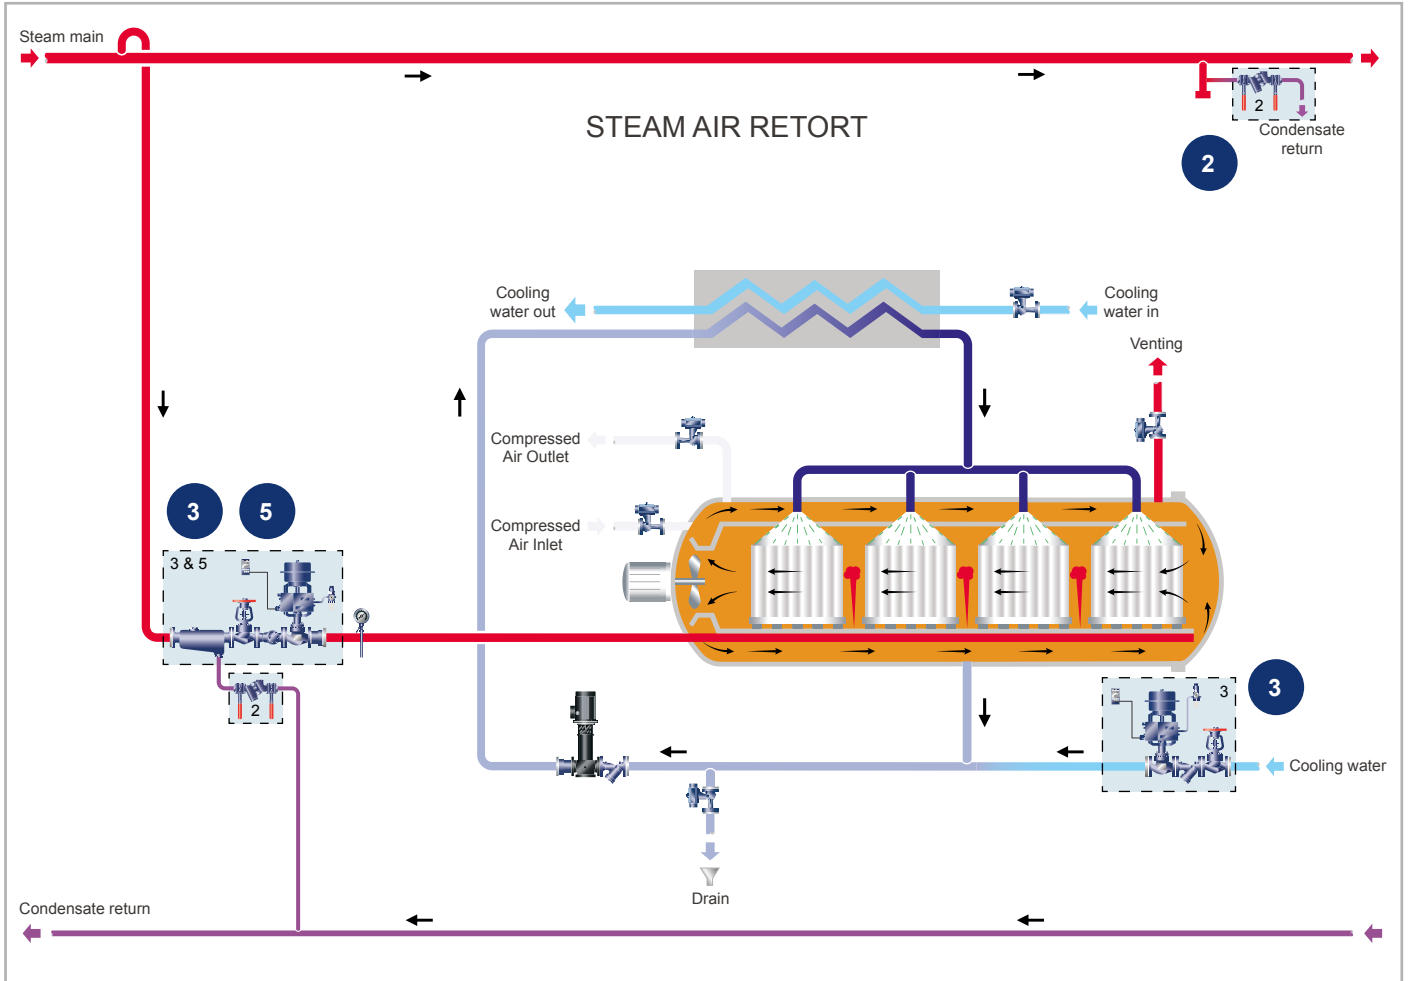 Steam main
STEAM AIR RETORT
2
Condensate
return
2
Cooling
water out
Cooling
water in
Venting
Compressed
Air Outlet
3
5
Compressed
Air Inlet
3 & 5
2
3
3
Cooling water
Drain
Condensate return